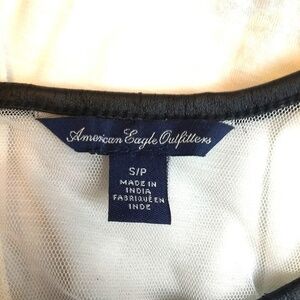 American Eagle Outfitters
S/P
MADE IN
INDIA
FABRIQUÉ EN
INDE